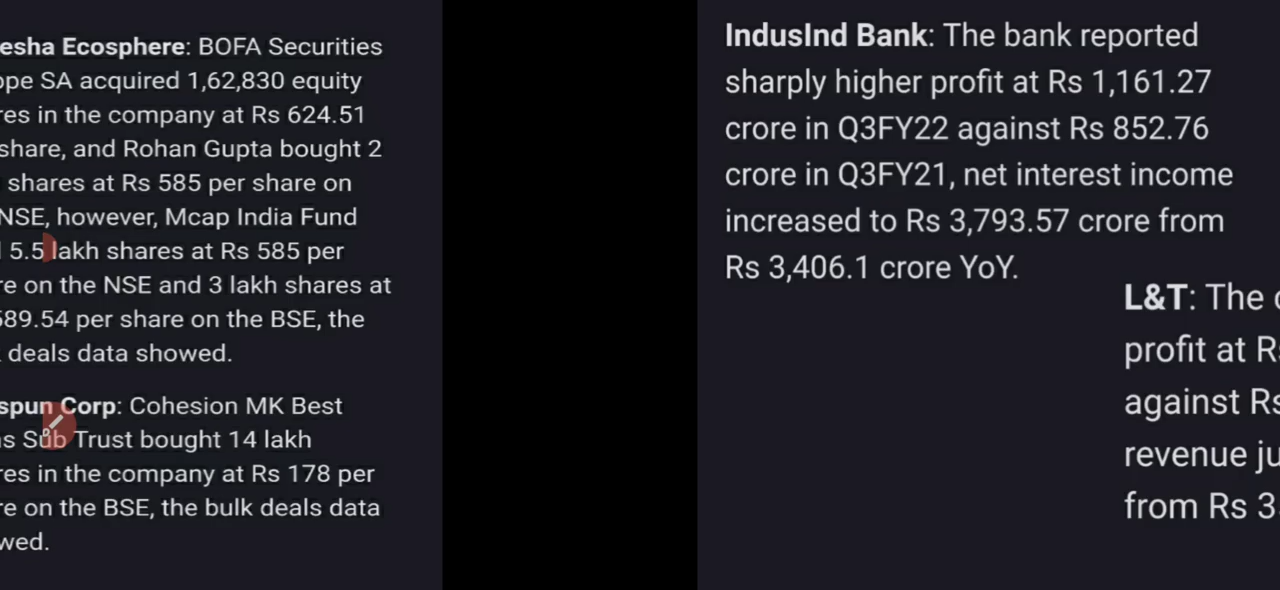 esha Ecosphere: BOFA Securities
ope SA acquired 1,62,830 equity
res in the company at Rs 624.51
share, and Rohan Gupta bought 2
shares at Rs 585 per share on
NSE, however, Mcap India Fund
5.5 lakh shares at Rs 585 per
re on the NSE and 3 lakh shares at
589.54 per share on the BSE, the
deals data showed.
spun Corp: Cohesion MK Best
as Sub Trust bought 14 lakh
res in the company at Rs 178 per
re on the BSE, the bulk deals data
wed.
IndusInd Bank: The bank reported
sharply higher profit at Rs 1,161.27
crore in Q3FY22 against Rs 852.76
crore in Q3FY21, net interest income
increased to Rs 3,793.57 crore from
Rs 3,406.1 crore YoY.
L&T: The
profit at Rs
against Rs
revenue ju
from Rs 3